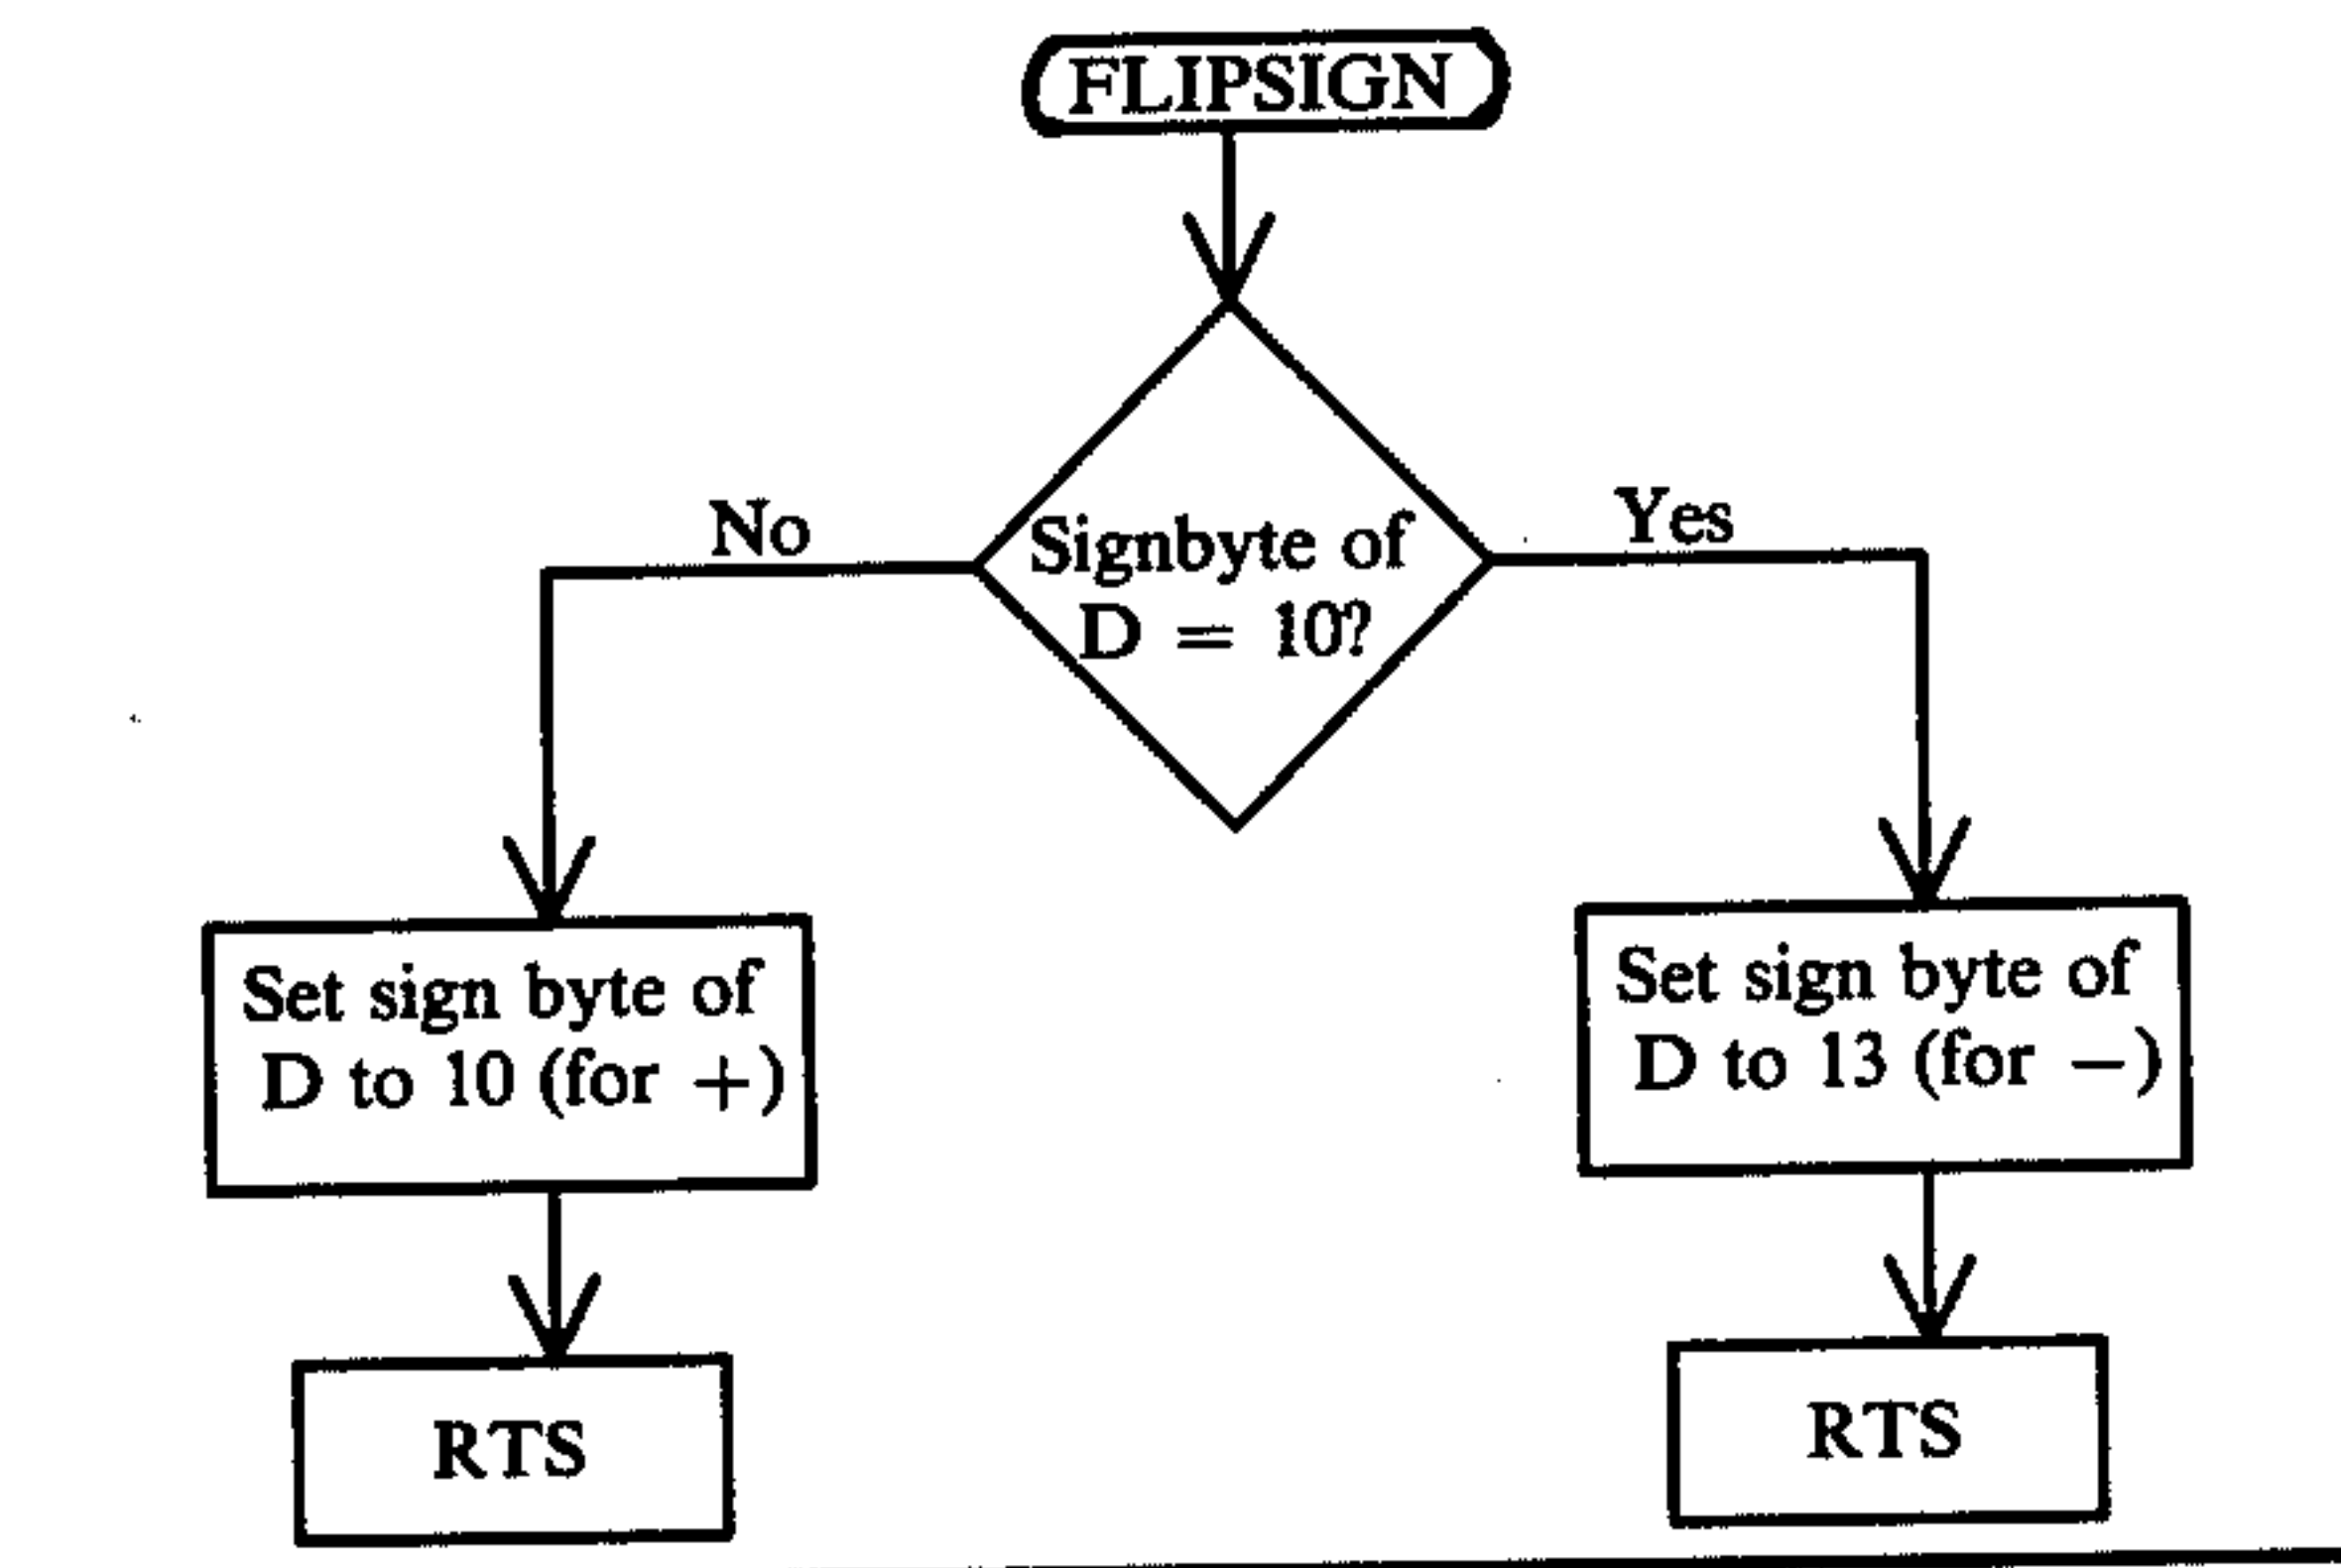 FLIPSIGN
No
Yes
Signbyte of
D = 10?
Set sign byte of
D to 10 (for +)
Set sign byte of
D to 13 (for −)
RTS
RTS